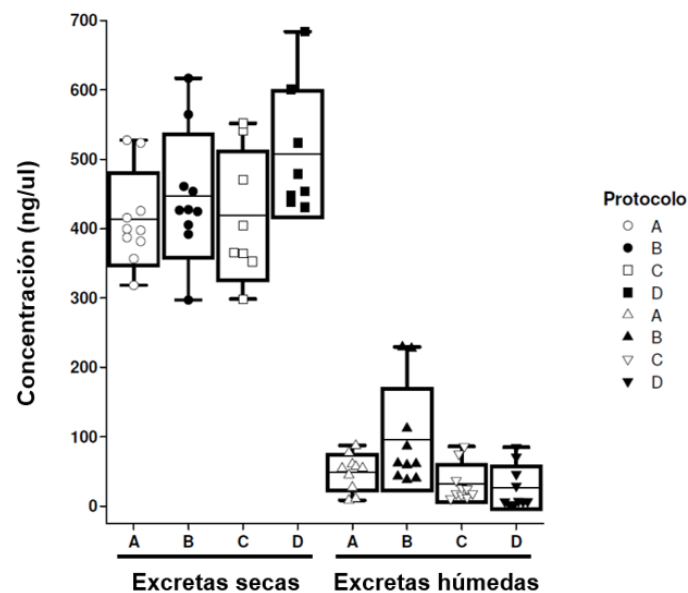 700
600
500
400
300
200
100
0
Concentración (ng/ul)
A B C D A B C D
Excretas secas Excretas húmedas
Protocolo
A
B
C
D
A
B
C
D